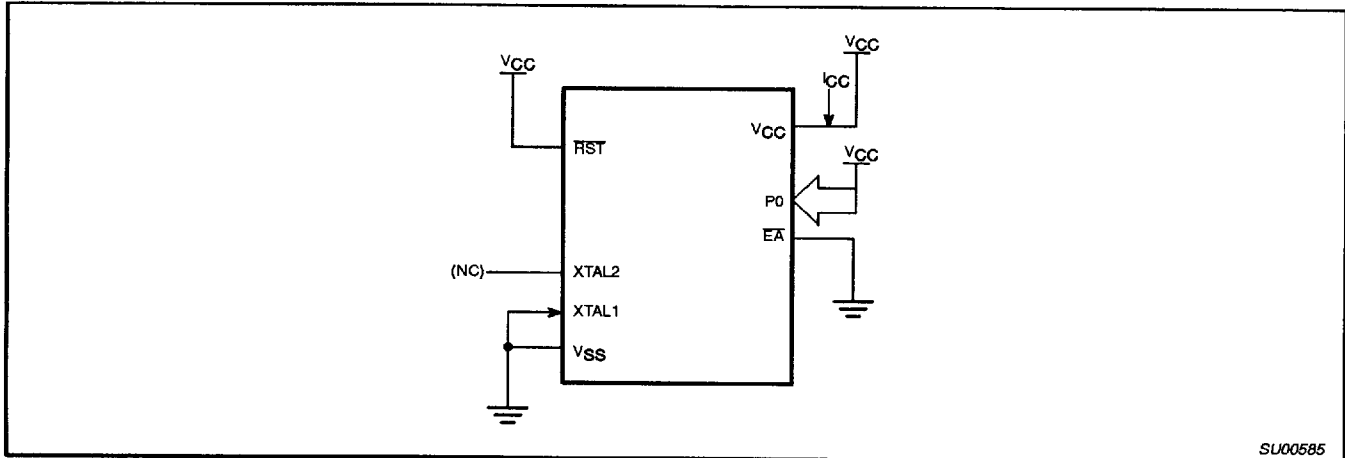 VCC
VCC
ICC
VCC
RST
VCC
P0
EA
(NC)
XTAL2
XTAL1
VSS
SU00585